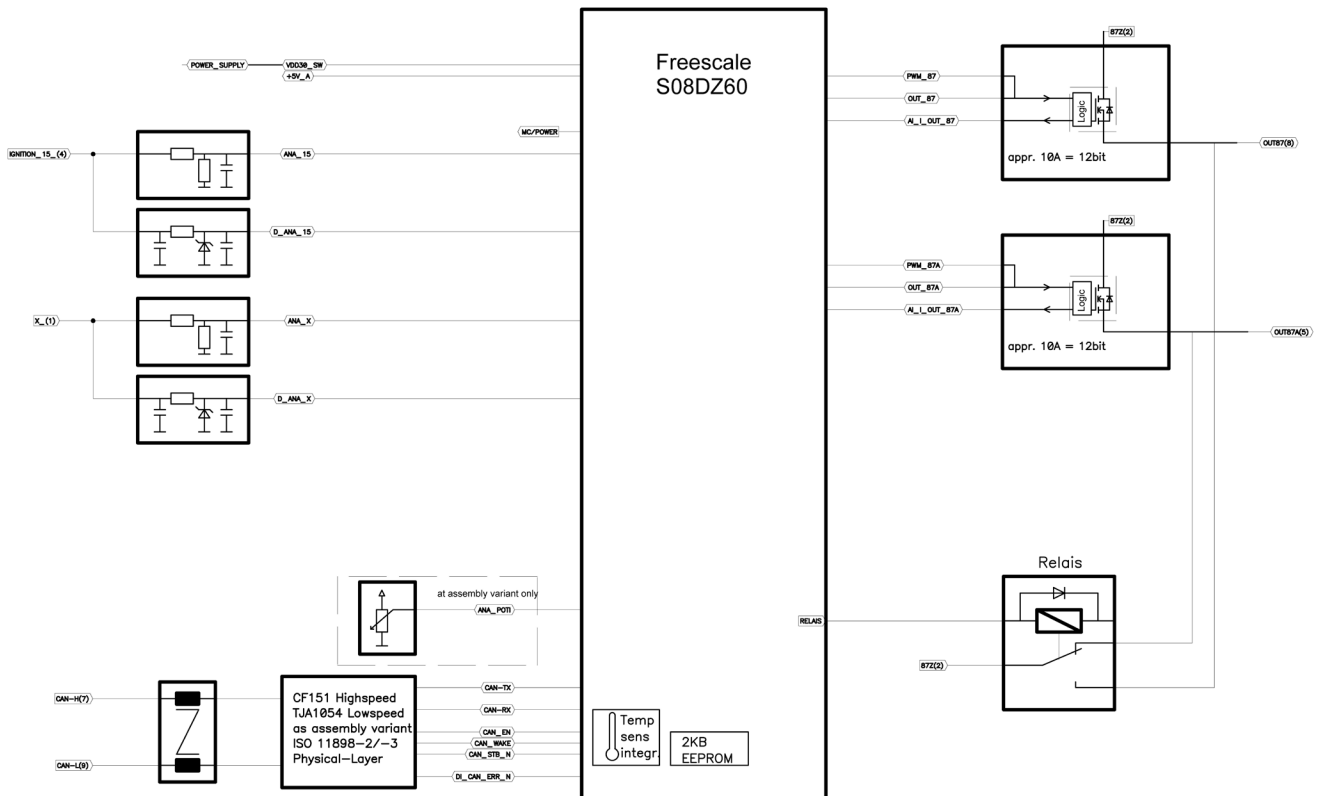 Freescale
S08DZ60
POWER_SUPPLY
VDD30_SW
+5V_A
MC/POWER
IGNITION_15_(4)
ANA_15
D_ANA_15
X_(1)
ANA_X
D_ANA_X
at assembly variant only
ANA_POTI
CAN-H(7)
CAN-L(9)
CF151 Highspeed
TJA1054 Lowspeed
as assembly variant
ISO 11898-2/-3
Physical-Layer
CAN-TX
CAN-RX
CAN_EN
CAN_WAKE
CAN_STB_N
DI_CAN_ERR_N
Temp
sens
integr.
2KB
EEPROM
87Z(2)
PWM_87
OUT_87
AI_I_OUT_87
Logic
appr. 10A = 12bit
OUT87(8)
87Z(2)
PWM_87A
OUT_87A
AI_I_OUT_87A
Logic
appr. 10A = 12bit
OUT87A(5)
Relais
RELAIS
87Z(2)